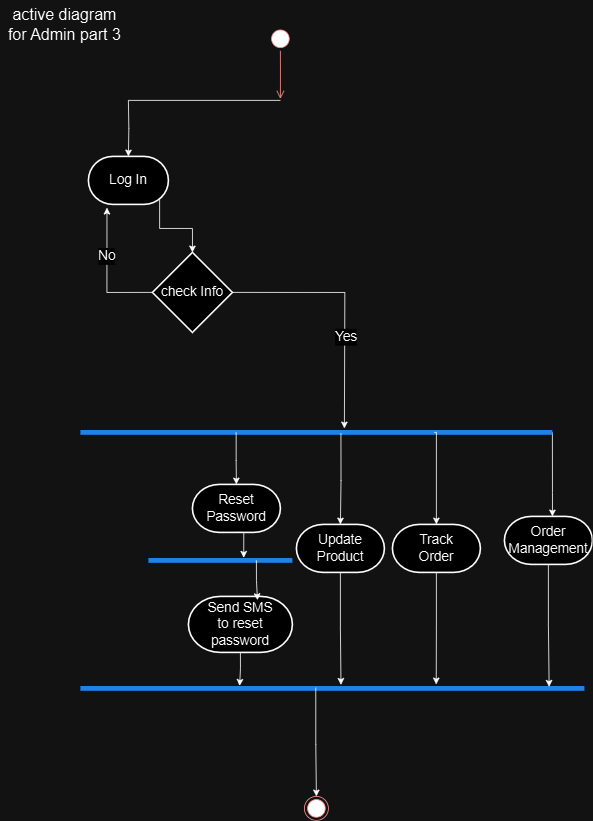 active diagram
for Admin part 3
Log In
No
check Info
Yes
Reset
Password
Update
Product
Track
Order
Order
Management
Send SMS
to reset
password